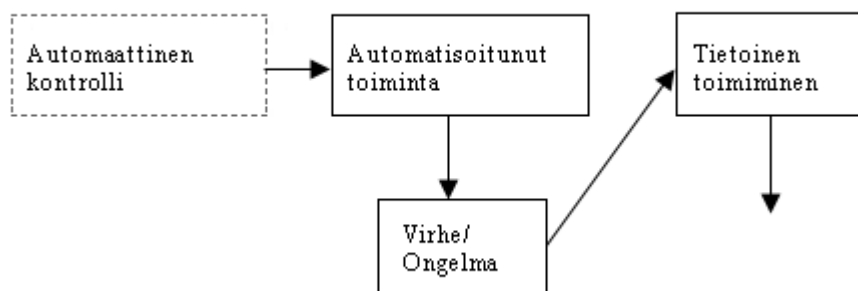 Automaattinen
kontrolli
Automatisoitunut
toiminta
Tietoinen
toimiminen
Virhe/
Ongelma